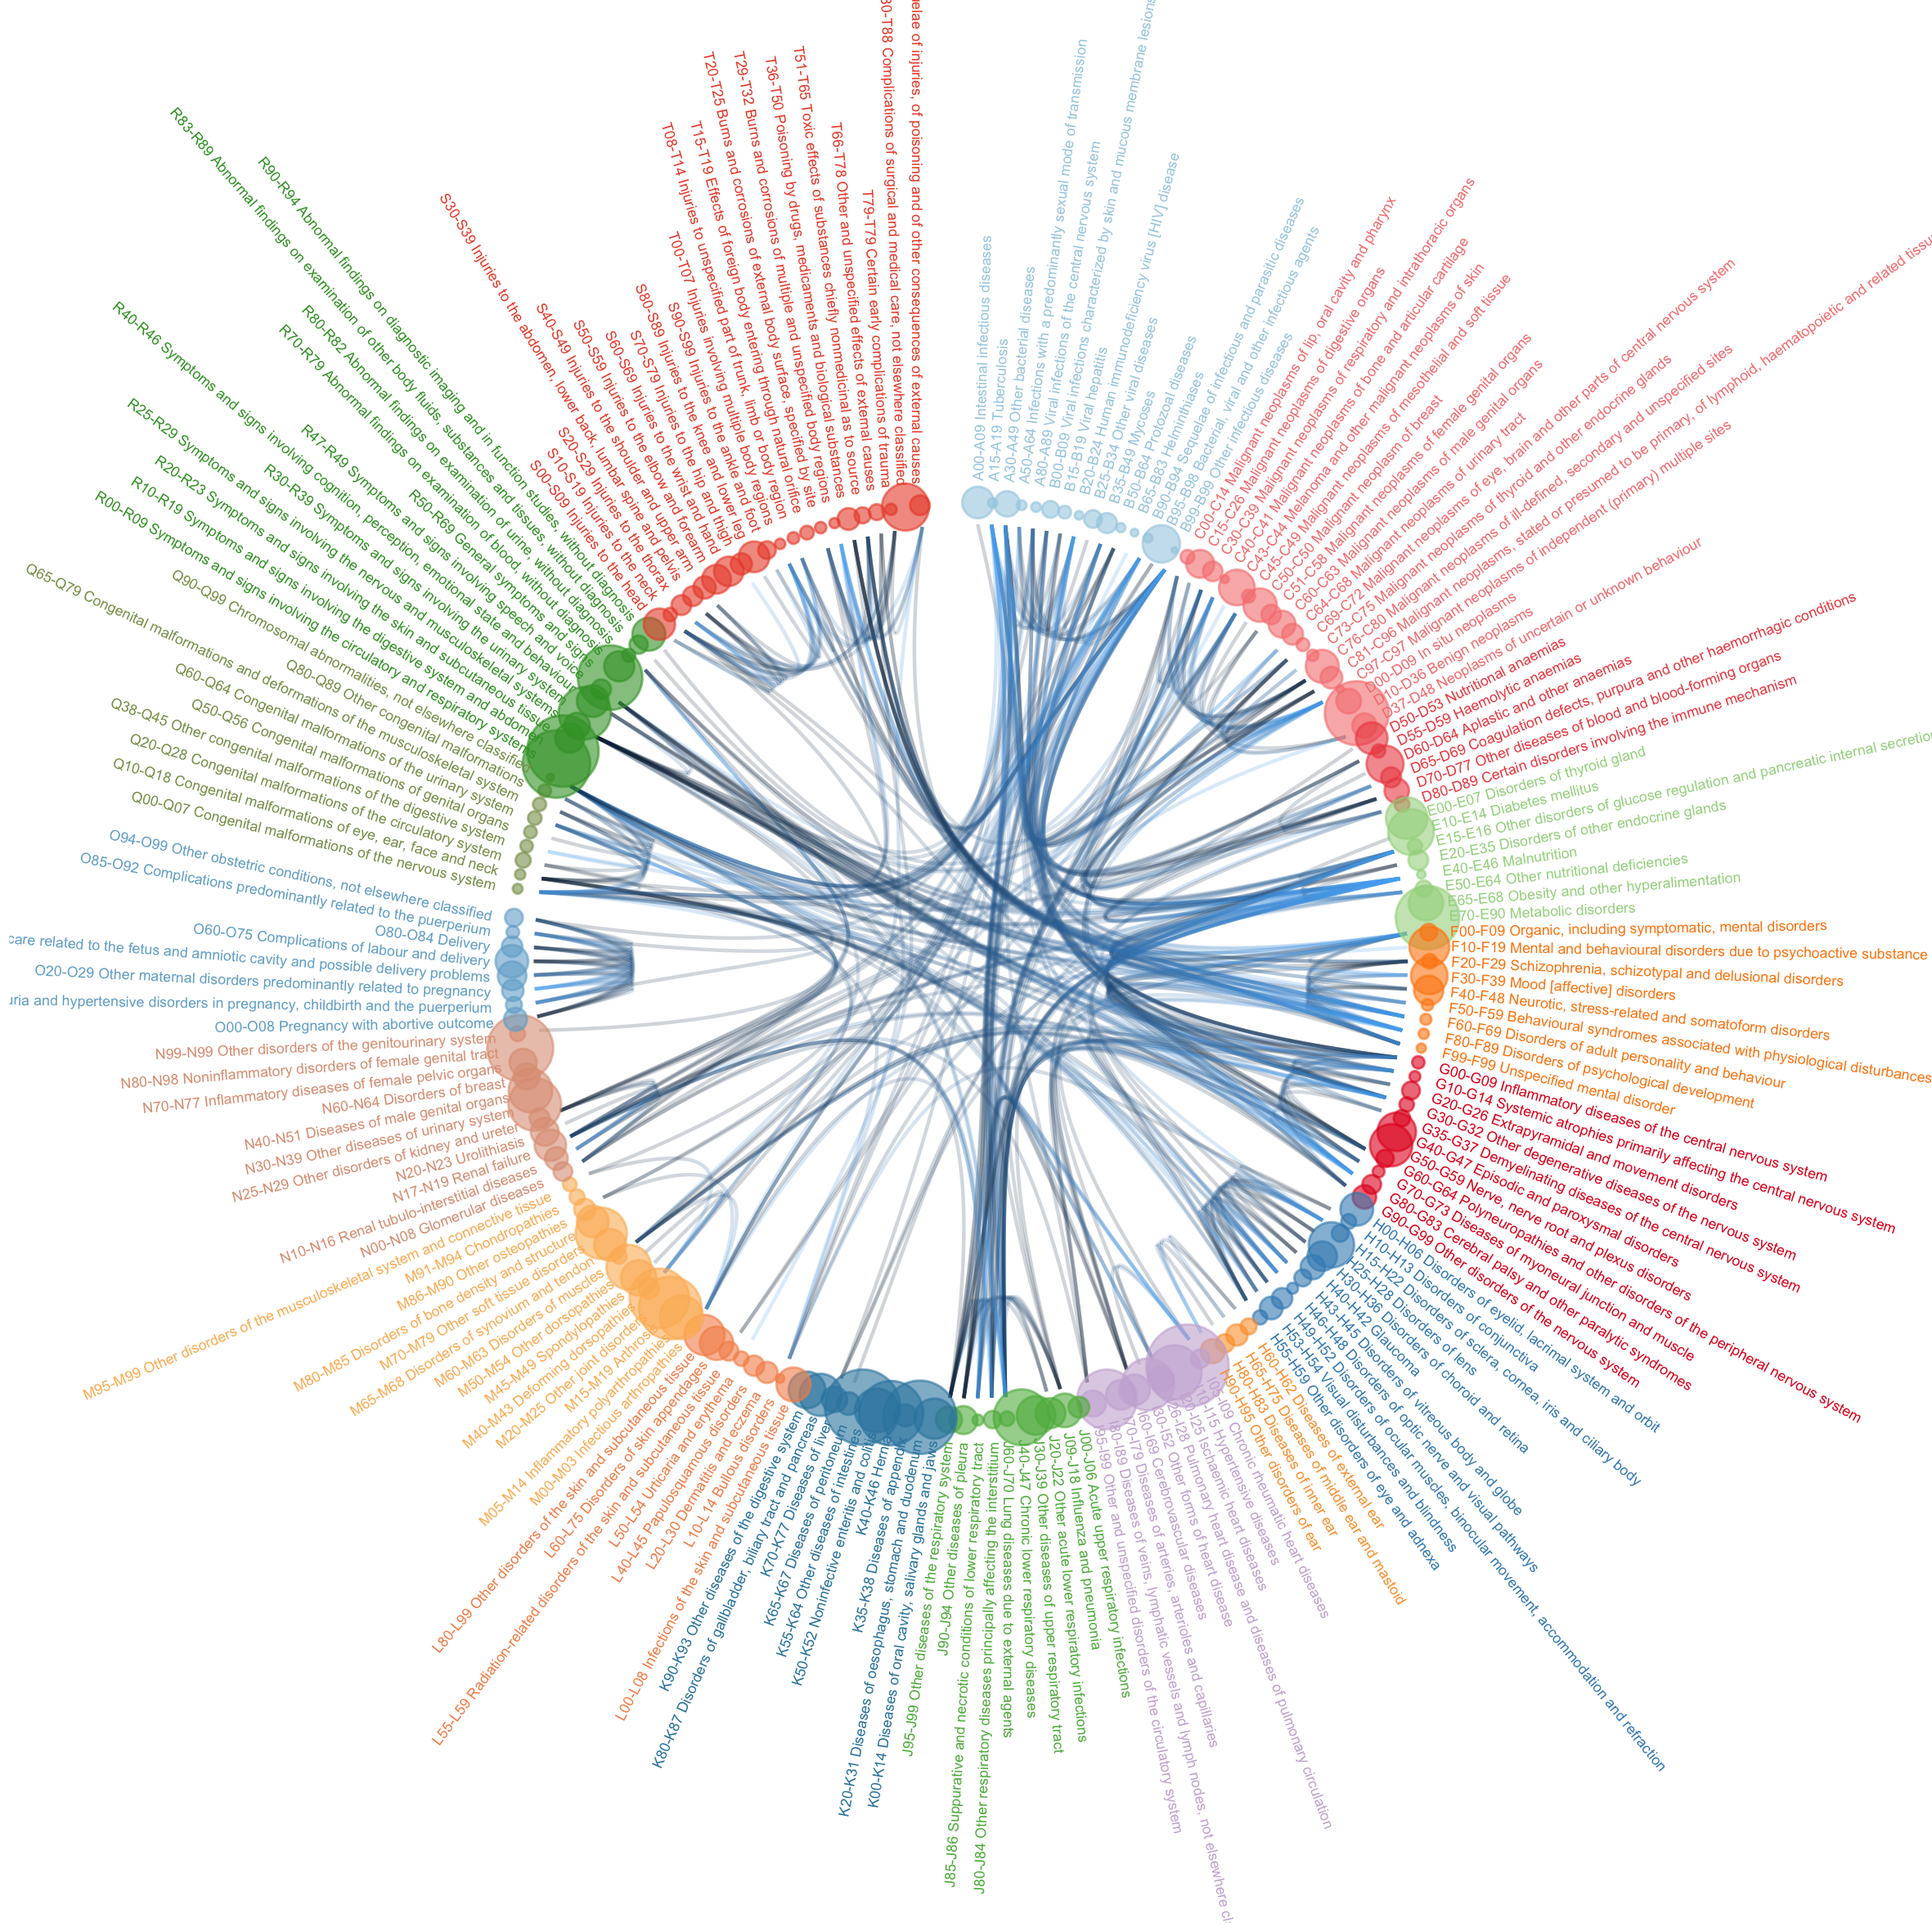 A00-A09 Intestinal infectious diseases
A15-A19 Tuberculosis
A30-A49 Other bacterial diseases
A50-A64 Infections with a predominantly sexual mode of transmission
A80-A89 Viral infections of the central nervous system
B00-B09 Viral infections characterized by skin and mucous membrane lesions
B15-B19 Viral hepatitis
B20-B24 Human immunodeficiency virus [HIV] disease
B25-B34 Other viral diseases
B35-B49 Mycoses
B50-B64 Protozoal diseases
B65-B83 Helminthiases
B90-B94 Sequelae of infectious and parasitic diseases
B95-B98 Bacterial, viral and other infectious agents
B99-B99 Other infectious diseases
C00-C14 Malignant neoplasms of lip, oral cavity and pharynx
C15-C26 Malignant neoplasms of digestive organs
C30-C39 Malignant neoplasms of respiratory and intrathoracic organs
C40-C41 Malignant neoplasms of bone and articular cartilage
C43-C44 Melanoma and other malignant neoplasms of skin
C45-C49 Malignant neoplasms of mesothelial and soft tissue
C50-C50 Malignant neoplasm of breast
C51-C58 Malignant neoplasms of female genital organs
C60-C63 Malignant neoplasms of male genital organs
C64-C68 Malignant neoplasms of urinary tract
C69-C72 Malignant neoplasms of eye, brain and other parts of central nervous system
C73-C75 Malignant neoplasms of thyroid and other endocrine glands
C76-C80 Malignant neoplasms of ill-defined, secondary and unspecified sites
C81-C96 Malignant neoplasms, stated or presumed to be primary, of lymphoid, haematopoietic and related tissue
C97-C97 Malignant neoplasms of independent (primary) multiple sites
D00-D09 In situ neoplasms
D10-D36 Benign neoplasms
D37-D48 Neoplasms of uncertain or unknown behaviour
D50-D53 Nutritional anaemias
D55-D59 Haemolytic anaemias
D60-D64 Aplastic and other anaemias
D65-D69 Coagulation defects, purpura and other haemorrhagic conditions
D70-D77 Other diseases of blood and blood-forming organs
D80-D89 Certain disorders involving the immune mechanism
E00-E07 Disorders of thyroid gland
E10-E14 Diabetes mellitus
E15-E16 Other disorders of glucose regulation and pancreatic internal secretion
E20-E35 Disorders of other endocrine glands
E40-E46 Malnutrition
E50-E64 Other nutritional deficiencies
E65-E68 Obesity and other hyperalimentation
E70-E90 Metabolic disorders
F00-F09 Organic, including symptomatic, mental disorders
F10-F19 Mental and behavioural disorders due to psychoactive substance
F20-F29 Schizophrenia, schizotypal and delusional disorders
F30-F39 Mood [affective] disorders
F40-F48 Neurotic, stress-related and somatoform disorders
F50-F59 Behavioural syndromes associated with physiological disturbances
F60-F69 Disorders of adult personality and behaviour
F80-F89 Disorders of psychological development
F99-F99 Unspecified mental disorder
G00-G09 Inflammatory diseases of the central nervous system
G10-G14 Systemic atrophies primarily affecting the central nervous system
G20-G26 Extrapyramidal and movement disorders
G30-G32 Other degenerative diseases of the nervous system
G35-G37 Demyelinating diseases of the central nervous system
G40-G47 Episodic and paroxysmal disorders
G50-G59 Nerve, nerve root and plexus disorders
G60-G64 Polyneuropathies and other disorders of the peripheral nervous system
G70-G73 Diseases of myoneural junction and muscle
G80-G83 Cerebral palsy and other paralytic syndromes
G90-G99 Other disorders of the nervous system
H00-H06 Disorders of eyelid, lacrimal system and orbit
H10-H13 Disorders of conjunctiva
H15-H22 Disorders of sclera, cornea, iris and ciliary body
H25-H28 Disorders of lens
H30-H36 Disorders of choroid and retina
H40-H42 Glaucoma
H43-H45 Disorders of vitreous body and globe
H46-H48 Disorders of optic nerve and visual pathways
H49-H52 Disorders of ocular muscles, binocular movement, accommodation and refraction
H53-H54 Visual disturbances and blindness
H55-H59 Other disorders of eye and adnexa
H60-H62 Diseases of external ear
H65-H75 Diseases of middle ear and mastoid
H80-H83 Diseases of inner ear
H90-H95 Other disorders of ear
I05-I09 Chronic rheumatic heart diseases
I10-I15 Hypertensive diseases
I20-I25 Ischaemic heart diseases
I26-I28 Pulmonary heart disease and diseases of pulmonary circulation
I30-I52 Other forms of heart disease
I60-I69 Cerebrovascular diseases
I70-I79 Diseases of arteries, arterioles and capillaries
I80-I89 Diseases of veins, lymphatic vessels and lymph nodes, not elsewhere cl
I95-I99 Other and unspecified disorders of the circulatory system
J00-J06 Acute upper respiratory infections
J09-J18 Influenza and pneumonia
J20-J22 Other acute lower respiratory infections
J30-J39 Other diseases of upper respiratory tract
J40-J47 Chronic lower respiratory diseases
J60-J70 Lung diseases due to external agents
J80-J84 Other respiratory diseases principally affecting the interstitium
J85-J86 Suppurative and necrotic conditions of lower respiratory tract
J90-J94 Other diseases of pleura
J95-J99 Other diseases of the respiratory system
K00-K14 Diseases of oral cavity, salivary glands and jaws
K20-K31 Diseases of oesophagus, stomach and duodenum
K35-K38 Diseases of appendix
K40-K46 Hernia
K50-K52 Noninfective enteritis and colitis
K55-K64 Other diseases of intestines
K65-K67 Diseases of peritoneum
K70-K77 Diseases of liver
K80-K87 Disorders of gallbladder, biliary tract and pancreas
K90-K93 Other diseases of the digestive system
L00-L08 Infections of the skin and subcutaneous tissue
L10-L14 Bullous disorders
L20-L30 Dermatitis and eczema
L40-L45 Papulosquamous disorders
L50-L54 Urticaria and erythema
L55-L59 Radiation-related disorders of the skin and subcutaneous tissue
L60-L75 Disorders of skin appendages
L80-L99 Other disorders of the skin and subcutaneous tissue
M00-M03 Infectious arthropathies
M05-M14 Inflammatory polyarthropathies
M15-M19 Arthrosis
M20-M25 Other joint disorders
M40-M43 Deforming dorsopathies
M45-M49 Spondylopathies
M50-M54 Other dorsopathies
M60-M63 Disorders of muscles
M65-M68 Disorders of synovium and tendon
M70-M79 Other soft tissue disorders
M80-M85 Disorders of bone density and structure
M86-M90 Other osteopathies
M91-M94 Chondropathies
M95-M99 Other disorders of the musculoskeletal system and connective tissue
N00-N08 Glomerular diseases
N10-N16 Renal tubulo-interstitial diseases
N17-N19 Renal failure
N20-N23 Urolithiasis
N25-N29 Other disorders of kidney and ureter
N30-N39 Other diseases of urinary system
N40-N51 Diseases of male genital organs
N60-N64 Disorders of breast
N70-N77 Inflammatory diseases of female pelvic organs
N80-N98 Noninflammatory disorders of female genital tract
N99-N99 Other disorders of the genitourinary system
O00-O08 Pregnancy with abortive outcome
uria and hypertensive disorders in pregnancy, childbirth and the puerperium
O20-O29 Other maternal disorders predominantly related to pregnancy
care related to the fetus and amniotic cavity and possible delivery problems
O60-O75 Complications of labour and delivery
O80-O84 Delivery
O85-O92 Complications predominantly related to the puerperium
O94-O99 Other obstetric conditions, not elsewhere classified
Q00-Q07 Congenital malformations of the nervous system
Q10-Q18 Congenital malformations of eye, ear, face and neck
Q20-Q28 Congenital malformations of the circulatory system
Q38-Q45 Other congenital malformations of the digestive system
Q50-Q56 Congenital malformations of genital organs
Q60-Q64 Congenital malformations of the urinary system
Q65-Q79 Congenital malformations and deformations of the musculoskeletal system
Q80-Q89 Other congenital malformations
Q90-Q99 Chromosomal abnormalities, not elsewhere classified
R00-R09 Symptoms and signs involving the circulatory and respiratory systems
R10-R19 Symptoms and signs involving the digestive system and abdomen
R20-R23 Symptoms and signs involving the skin and subcutaneous tissue
R25-R29 Symptoms and signs involving the nervous and musculoskeletal systems
R30-R39 Symptoms and signs involving the urinary system
R40-R46 Symptoms and signs involving cognition, perception, emotional state and behaviour
R47-R49 Symptoms and signs involving speech and voice
R50-R69 General symptoms and signs
R70-R79 Abnormal findings on examination of blood, without diagnosis
R80-R82 Abnormal findings on examination of urine, without diagnosis
R83-R89 Abnormal findings on examination of other body fluids, substances and tissues, without diagnosis
R90-R94 Abnormal findings on diagnostic imaging and in function studies, without diagnosis
S00-S09 Injuries to the head
S10-S19 Injuries to the neck
S20-S29 Injuries to the thorax
S30-S39 Injuries to the abdomen, lower back, lumbar spine and pelvis
S40-S49 Injuries to the shoulder and upper arm
S50-S59 Injuries to the elbow and forearm
S60-S69 Injuries to the wrist and hand
S70-S79 Injuries to the hip and thigh
S80-S89 Injuries to the knee and lower leg
S90-S99 Injuries to the ankle and foot
T00-T07 Injuries involving multiple body regions
T08-T14 Injuries to unspecified part of trunk, limb or body region
T15-T19 Effects of foreign body entering through natural orifice
T20-T25 Burns and corrosions of external body surface, specified by site
T29-T32 Burns and corrosions of multiple and unspecified body regions
T36-T50 Poisoning by drugs, medicaments and biological substances
T51-T65 Toxic effects of substances chiefly nonmedicinal as to source
T66-T78 Other and unspecified effects of external causes
T79-T79 Certain early complications of trauma
80-T88 Complications of surgical and medical care, not elsewhere classified
elae of injuries, of poisoning and of other consequences of external causes